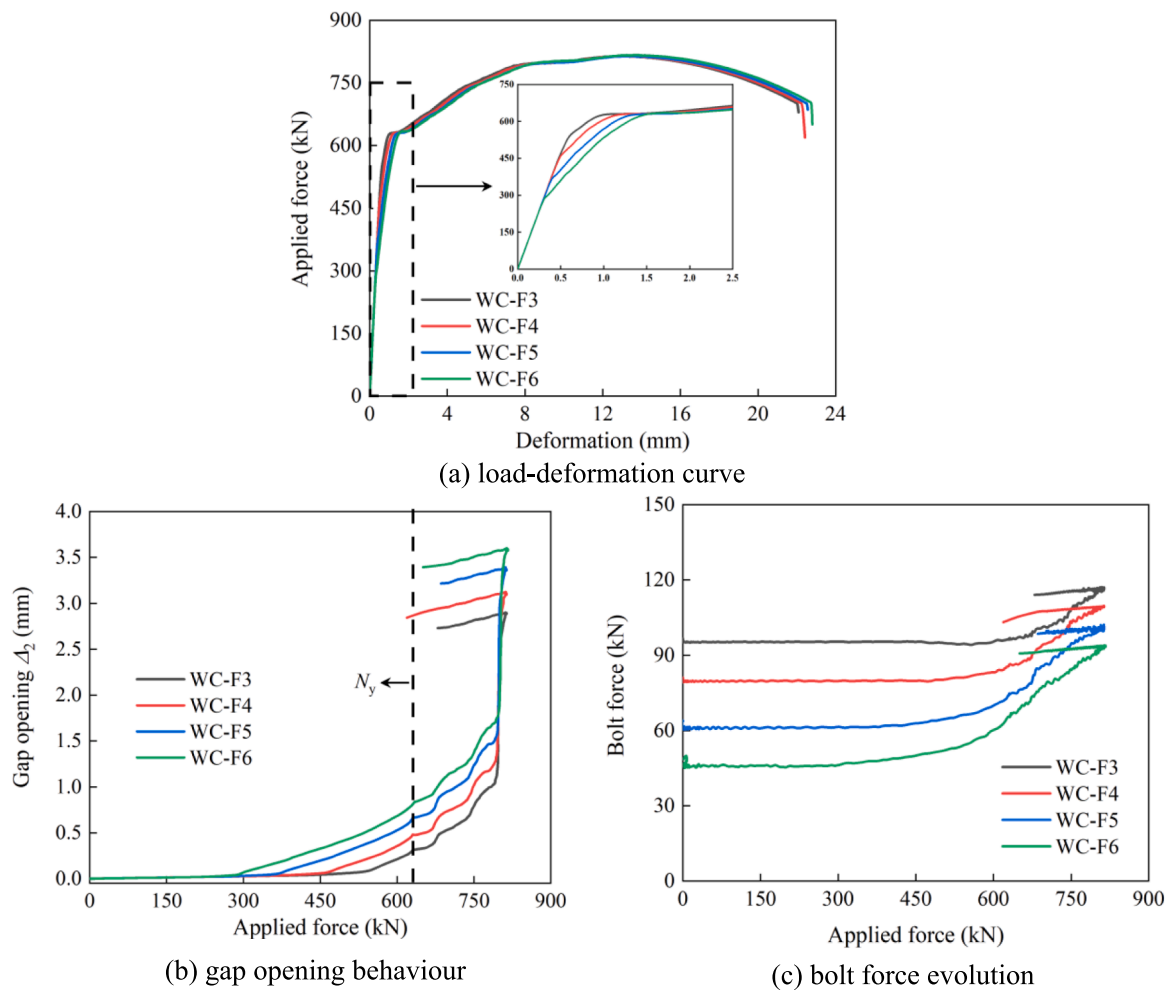 900
750
600
450
300
150
0
Applied force (kN)
750
600
450
300
150
0
0.0 0.5 1.0 1.5 2.0 2.5
WC-F3
WC-F4
WC-F5
WC-F6
0 4 8 12 16 20 24
Deformation (mm)
(a) load-deformation curve
4.0
3.5
3.0
2.5
2.0
1.5
1.0
0.5
0.0
Gap opening Δ₂ (mm)
WC-F3
WC-F4
WC-F5
WC-F6
Ny
0 150 300 450 600 750 900
Applied force (kN)
(b) gap opening behaviour
150
120
90
60
30
0
Bolt force (kN)
WC-F3
WC-F4
WC-F5
WC-F6
0 150 300 450 600 750 900
Applied force (kN)
(c) bolt force evolution